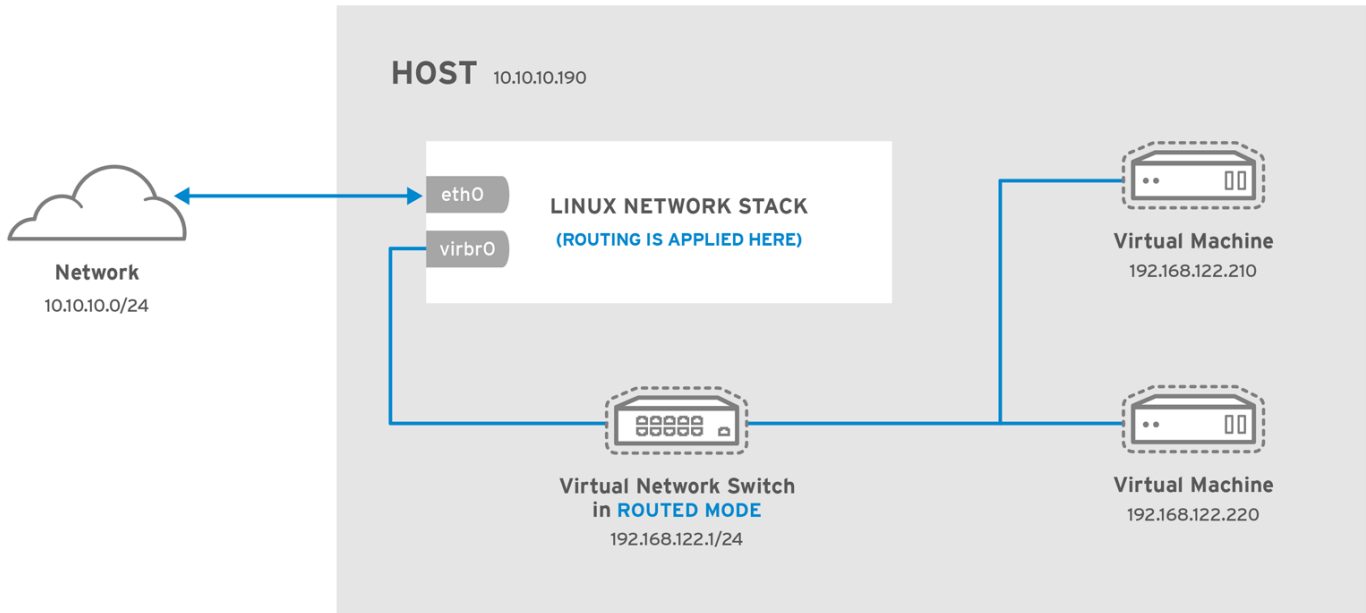 HOST 10.10.10.190
eth0
LINUX NETWORK STACK
(ROUTING IS APPLIED HERE)
virbr0
Network
10.10.10.0/24
Virtual Machine
192.168.122.210
Virtual Network Switch
in ROUTED MODE
192.168.122.1/24
Virtual Machine
192.168.122.220